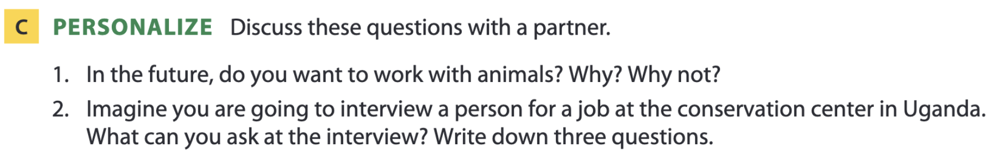 C PERSONALIZE Discuss these questions with a partner.
1. In the future, do you want to work with animals? Why? Why not?
2. Imagine you are going to interview a person for a job at the conservation center in Uganda.
What can you ask at the interview? Write down three questions.